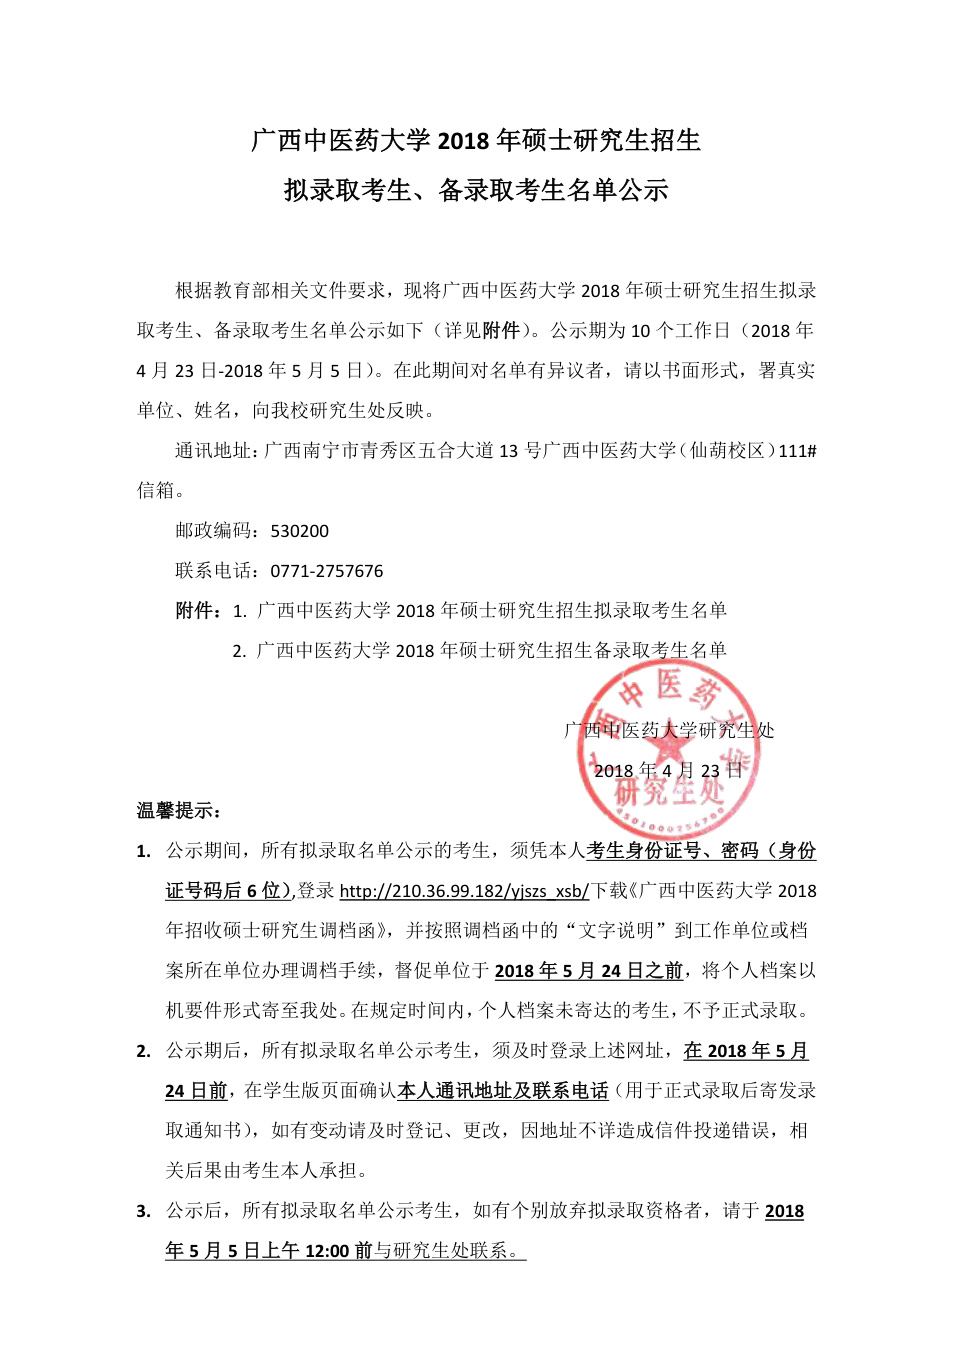 广西中医药大学 2018 年硕士研究生招生
拟录取考生、备录取考生名单公示
根据教育部相关文件要求，现将广西中医药大学 2018 年硕士研究生招生拟录
取考生、备录取考生名单公示如下（详见附件）。公示期为 10 个工作日（2018 年
4 月 23 日-2018 年 5 月 5 日）。在此期间对名单有异议者，请以书面形式，署真实
单位、姓名，向我校研究生处反映。
通讯地址：广西南宁市青秀区五合大道 13 号广西中医药大学（仙葫校区）111#
信箱。
邮政编码：530200
联系电话：0771-2757676
附件：1. 广西中医药大学 2018 年硕士研究生招生拟录取考生名单
2. 广西中医药大学 2018 年硕士研究生招生备录取考生名单
广西中医药大学研究生处
2018 年 4 月 23 日
广西中医药大学
研究生处
4501000254700
温馨提示：
1. 公示期间，所有拟录取名单公示的考生，须凭本人考生身份证号、密码（身份
证号码后 6 位）,登录 http://210.36.99.182/yjszs_xsb/下载《广西中医药大学 2018
年招收硕士研究生调档函》，并按照调档函中的“文字说明”到工作单位或档
案所在单位办理调档手续，督促单位于 2018 年 5 月 24 日之前，将个人档案以
机要件形式寄至我处。在规定时间内，个人档案未寄达的考生，不予正式录取。
2. 公示期后，所有拟录取名单公示考生，须及时登录上述网址，在 2018 年 5 月
24 日前，在学生版页面确认本人通讯地址及联系电话（用于正式录取后寄发录
取通知书），如有变动请及时登记、更改，因地址不详造成信件投递错误，相
关后果由考生本人承担。
3. 公示后，所有拟录取名单公示考生，如有个别放弃拟录取资格者，请于 2018
年 5 月 5 日上午 12:00 前与研究生处联系。